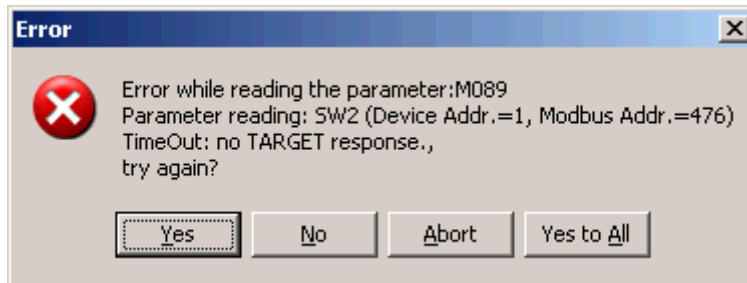 Error
Error while reading the parameter:M089
Parameter reading: SW2 (Device Addr.=1, Modbus Addr.=476)
TimeOut: no TARGET response.,
try again?
Yes No Abort Yes to All